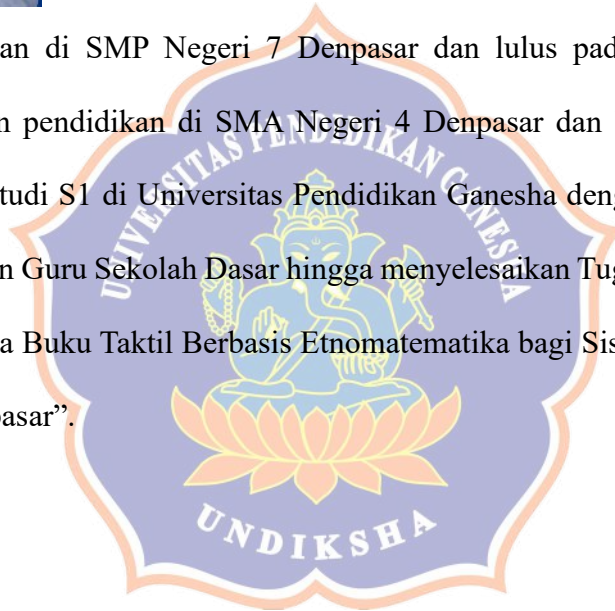 an di SMP Negeri 7 Denpasar dan lulus pad
n pendidikan di SMA Negeri 4 Denpasar dan
tudi S1 di Universitas Pendidikan Ganesha deng
n Guru Sekolah Dasar hingga menyelesaikan Tug
a Buku Taktil Berbasis Etnomatematika bagi Sis
pasar”.
UNIVERSITAS PENDIDIKAN GANESHA
UNDIKSHA